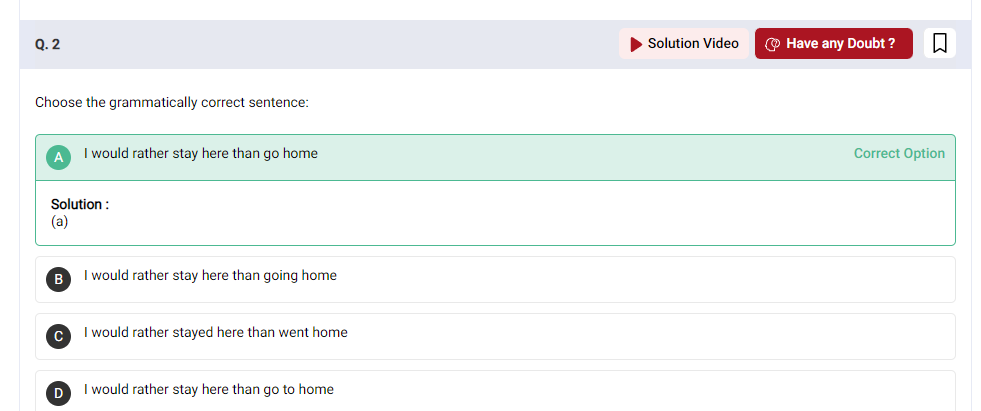 Q. 2
Solution Video
Have any Doubt ?
Choose the grammatically correct sentence:
A I would rather stay here than go home Correct Option
Solution :
(a)
B I would rather stay here than going home
C I would rather stayed here than went home
D I would rather stay here than go to home